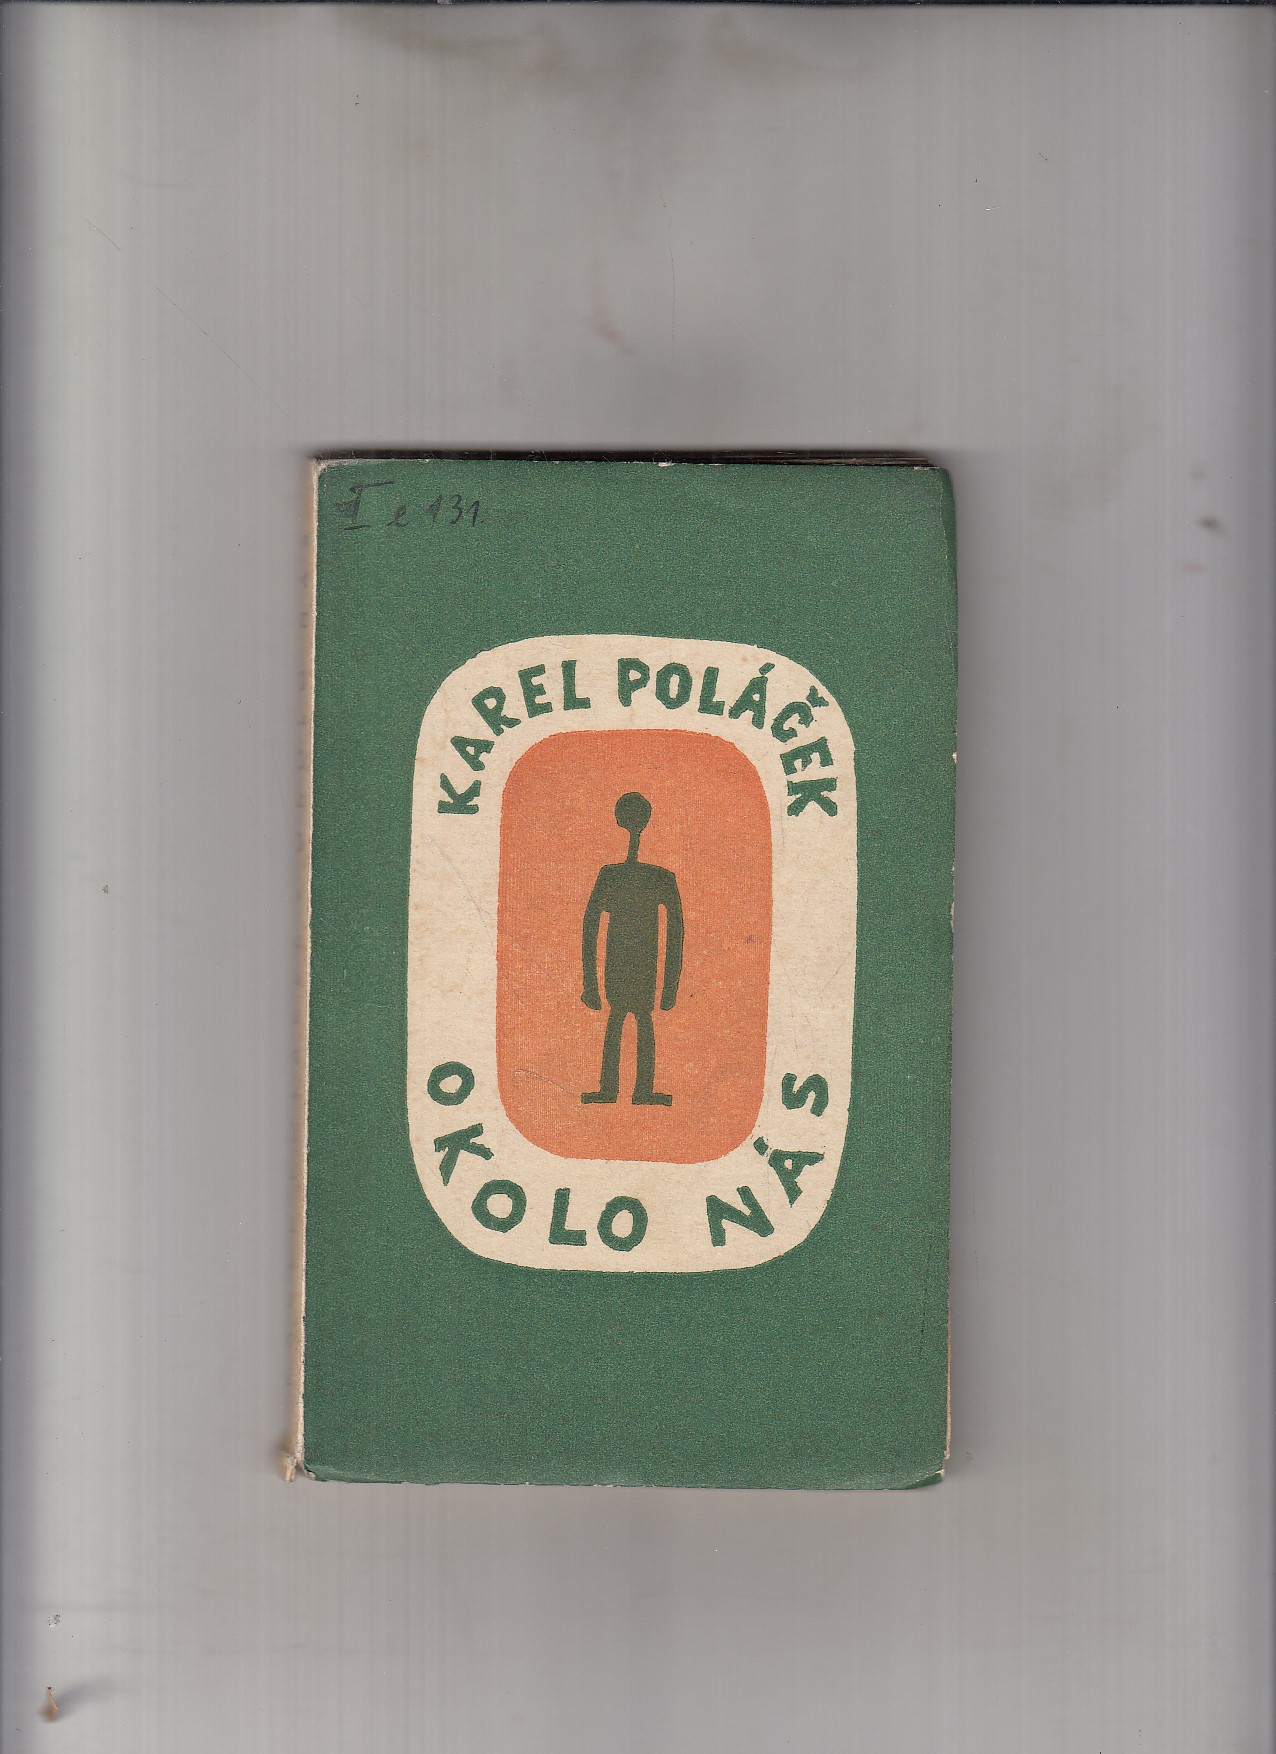 I e 131.
KAREL POLÁČEK
OKOLO NÁS